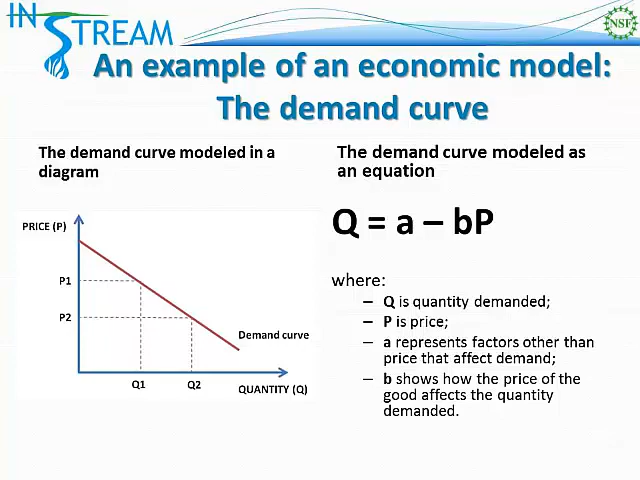 IN
STREAM
NSF
An example of an economic model:
The demand curve
The demand curve modeled in a
diagram
The demand curve modeled as
an equation
Q = a – bP
PRICE (P)
P1
P2
Demand curve
Q1
Q2
QUANTITY (Q)
where:
– Q is quantity demanded;
– P is price;
– a represents factors other than
price that affect demand;
– b shows how the price of the
good affects the quantity
demanded.